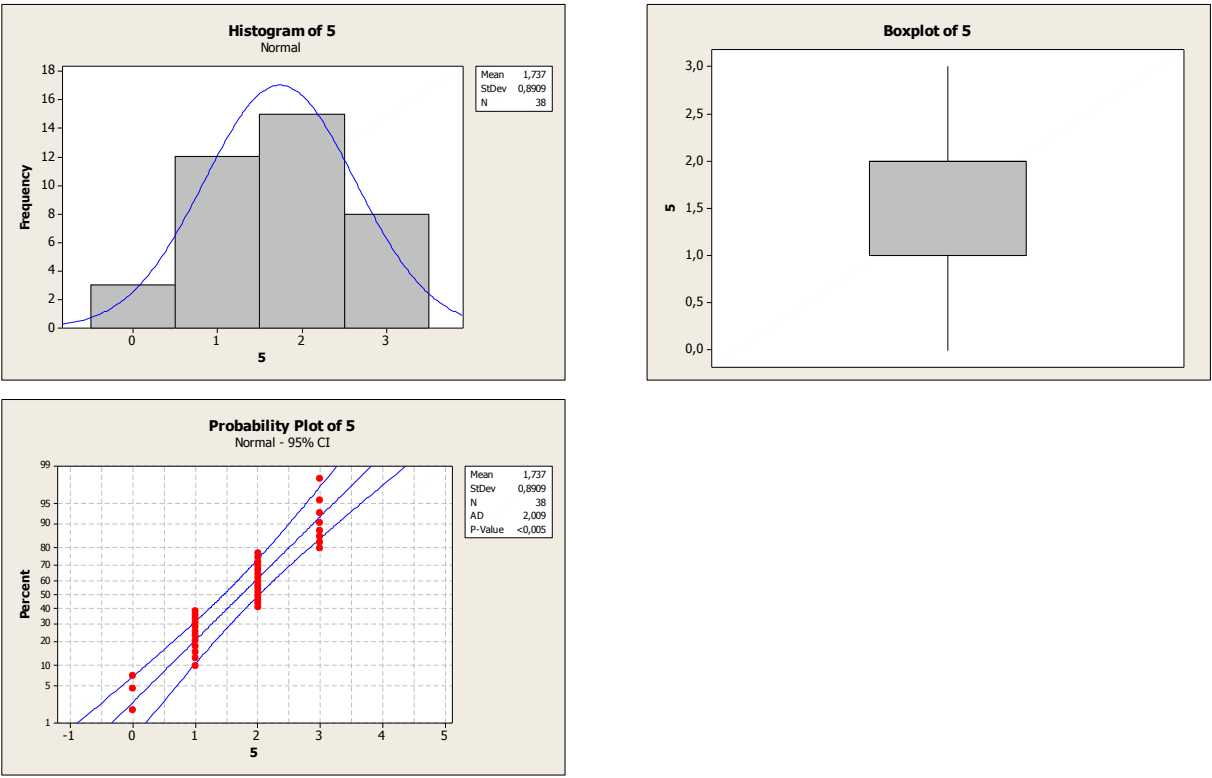 Histogram of 5
Normal
18
16
14
12
10
8
6
4
2
0
Frequency
0 1 2 3
5
Mean 1,737
StDev 0,8909
N 38
Boxplot of 5
3,0
2,5
2,0
1,5
1,0
0,5
0,0
5
Probability Plot of 5
Normal - 95% CI
99
95
90
80
70
60
50
40
30
20
10
5
1
Percent
-1 0 1 2 3 4 5
5
Mean 1,737
StDev 0,8909
N 38
AD 2,009
P-Value <0,005